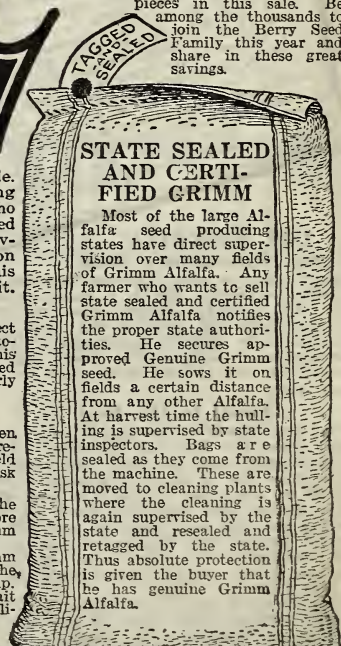 pieces in this sale. Be
among the thousands to
join the Berry Seed
Family this year and
share in these great
savings.
TAGGED
AND
SEALED
STATE SEALED
AND CERTI-
FIED GRIMM
Most of the large Al-
falfa seed producing
states have direct super-
vision over many fields
of Grimm Alfalfa. Any
farmer who wants to sell
state sealed and certified
Grimm Alfalfa notifies
the proper state authori-
ties. He secures ap-
proved Genuine Grimm
seed. He sows it on
fields a certain distance
from any other Alfalfa.
At harvest time the hull-
ing is supervised by state
inspectors. Bags are
sealed as they come from
the machine. These are
moved to cleaning plants
where the cleaning is
again supervised by the
state and resealed and
retagged by the state.
Thus absolute protection
is given the buyer that
he has genuine Grimm
Alfalfa.